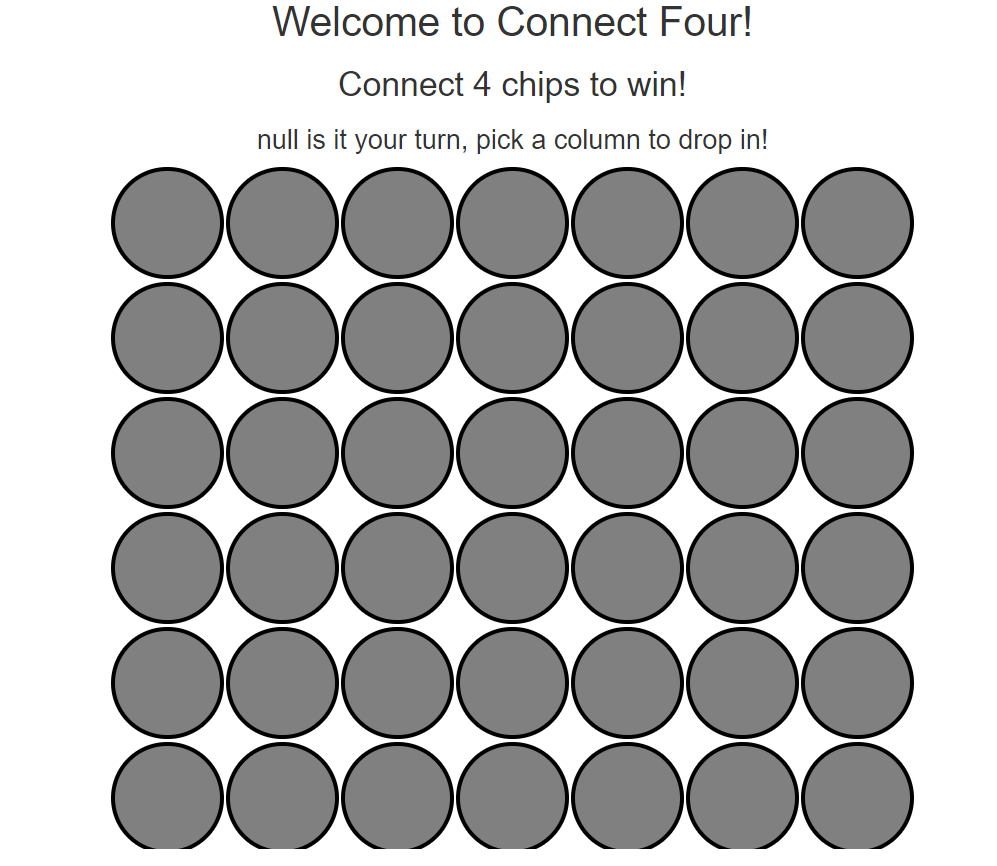 Welcome to Connect Four!
Connect 4 chips to win!
null is it your turn, pick a column to drop in!